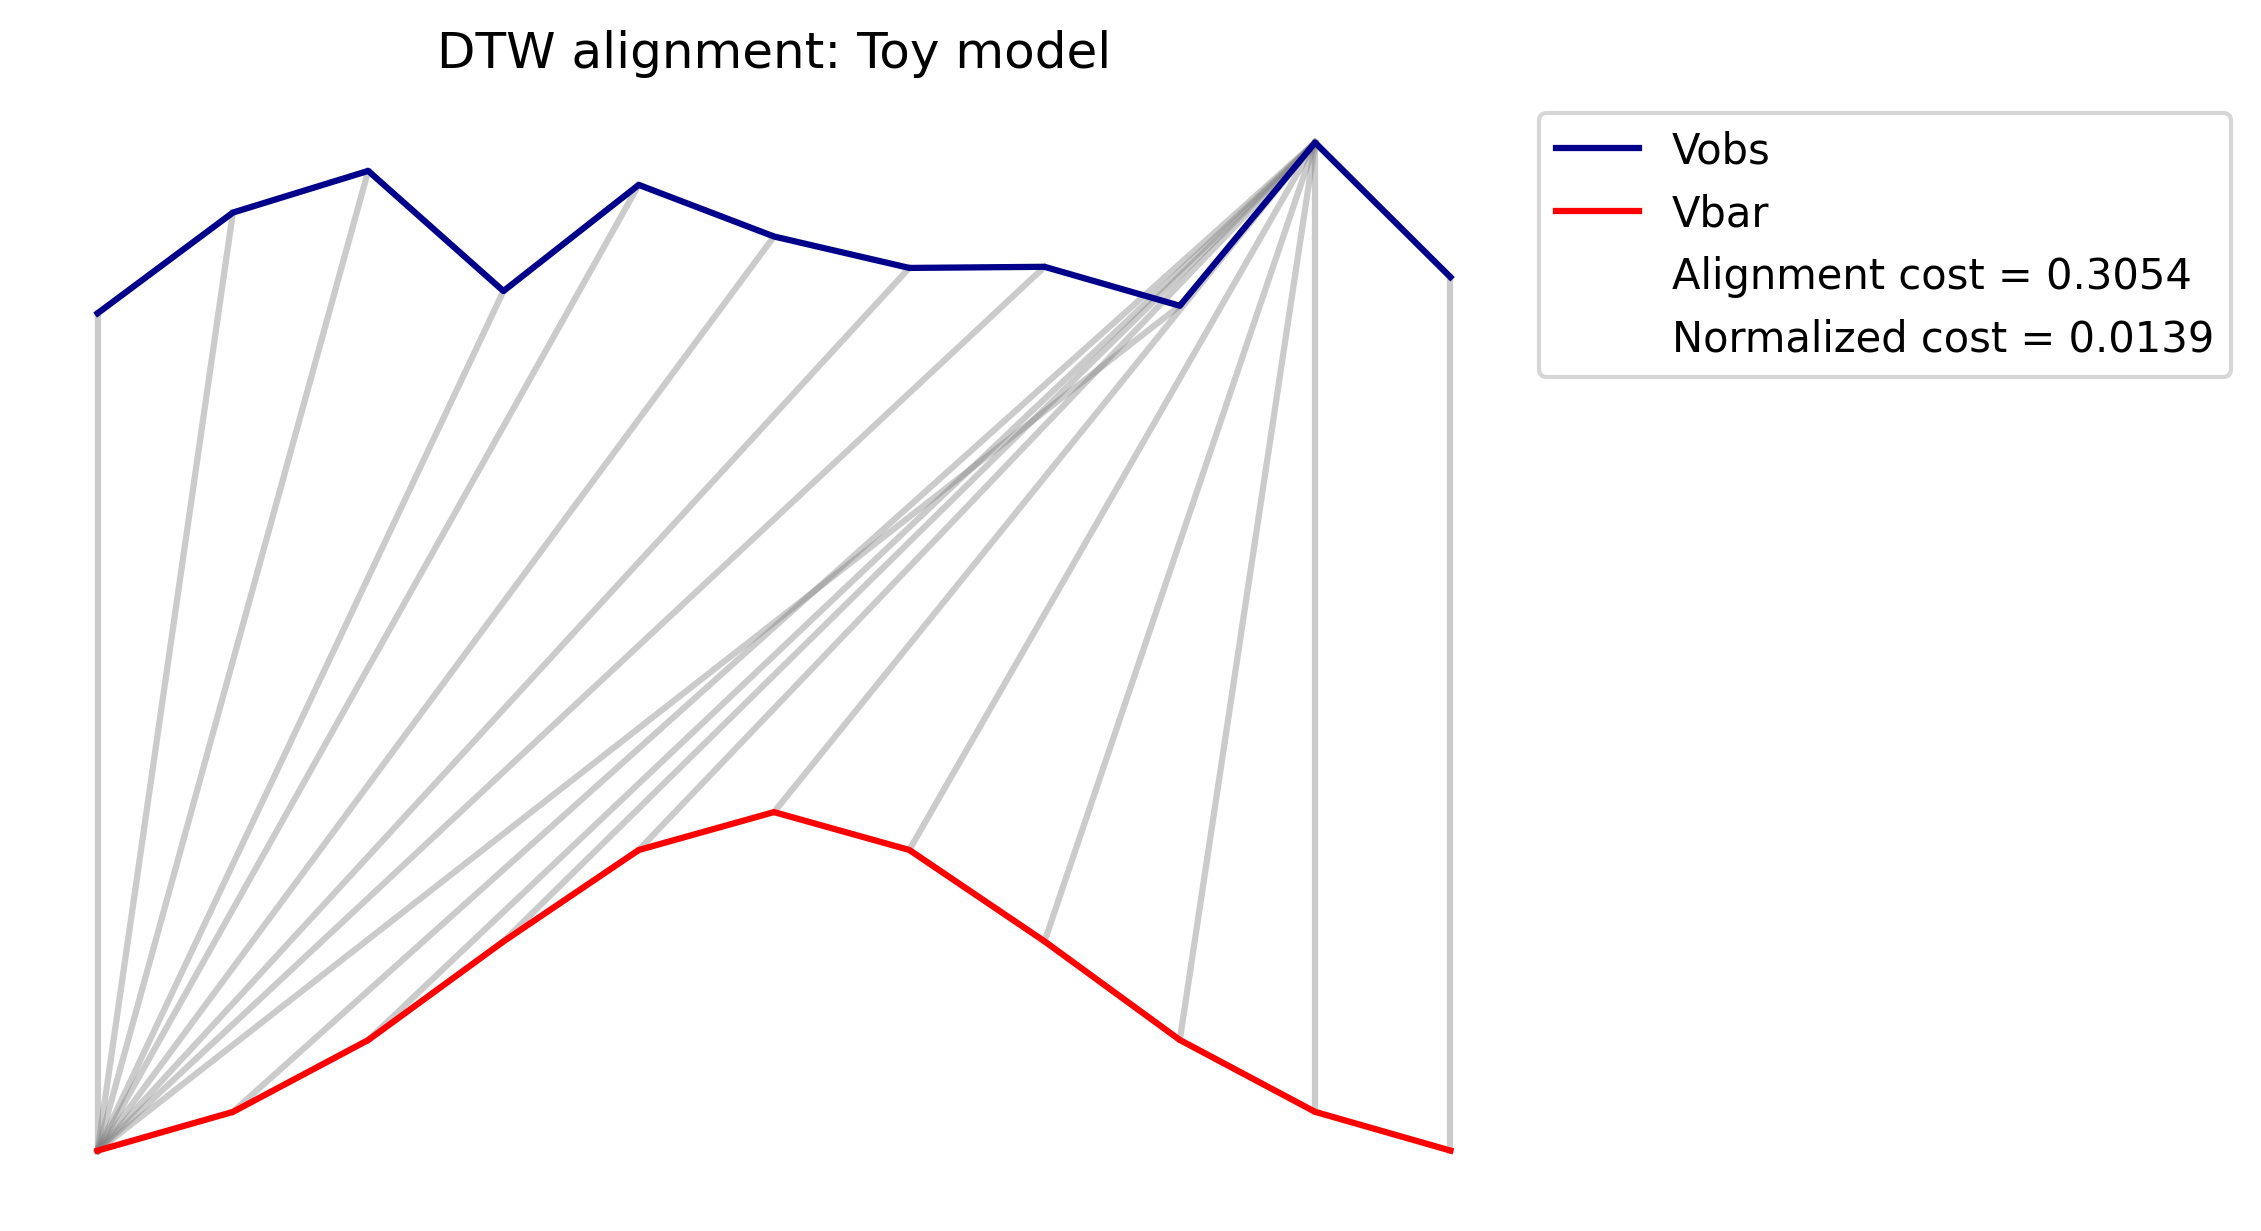 DTW alignment: Toy model
Vobs
Vbar
Alignment cost = 0.3054
Normalized cost = 0.0139